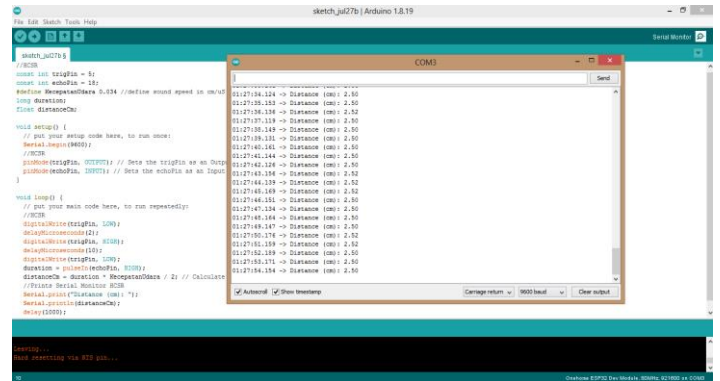 sketch_jul27b | Arduino 1.8.19
File Edit Sketch Tools Help
Serial Monitor
sketch_jul27b §
//HCSR
const int trigPin = 5;
const int echoPin = 18;
#define KecepatanUdara 0.034 //define sound speed in cm/uS
long duration;
float distanceCm;
void setup() {
// put your setup code here, to run once:
Serial.begin(9600);
//HCSR
pinMode(trigPin, OUTPUT); // Sets the trigPin as an Outp
pinMode(echoPin, INPUT); // Sets the echoPin as an Input
}
void loop() {
// put your main code here, to run repeatedly:
//HCSR
digitalWrite(trigPin, LOW);
delayMicroseconds(2);
digitalWrite(trigPin, HIGH);
delayMicroseconds(10);
digitalWrite(trigPin, LOW);
duration = pulseIn(echoPin, HIGH);
distanceCm = duration * KecepatanUdara / 2; // Calculate
//Prints Serial Monitor HCSR
Serial.print("Distance (cm): ");
Serial.println(distanceCm);
delay(1000);
COM3
Send
01:27:34.124 -> Distance (cm): 2.50
01:27:35.153 -> Distance (cm): 2.50
01:27:36.136 -> Distance (cm): 2.52
01:27:37.119 -> Distance (cm): 2.50
01:27:38.149 -> Distance (cm): 2.50
01:27:39.131 -> Distance (cm): 2.50
01:27:40.161 -> Distance (cm): 2.50
01:27:41.144 -> Distance (cm): 2.50
01:27:42.126 -> Distance (cm): 2.50
01:27:43.156 -> Distance (cm): 2.52
01:27:44.139 -> Distance (cm): 2.52
01:27:45.169 -> Distance (cm): 2.52
01:27:46.151 -> Distance (cm): 2.50
01:27:47.134 -> Distance (cm): 2.50
01:27:48.164 -> Distance (cm): 2.50
01:27:49.147 -> Distance (cm): 2.50
01:27:50.176 -> Distance (cm): 2.52
01:27:51.159 -> Distance (cm): 2.52
01:27:52.189 -> Distance (cm): 2.50
01:27:53.171 -> Distance (cm): 2.50
01:27:54.154 -> Distance (cm): 2.50
Autoscroll Show timestamp
Carriage return 9600 baud Clear output
Leaving...
Hard resetting via RTS pin...